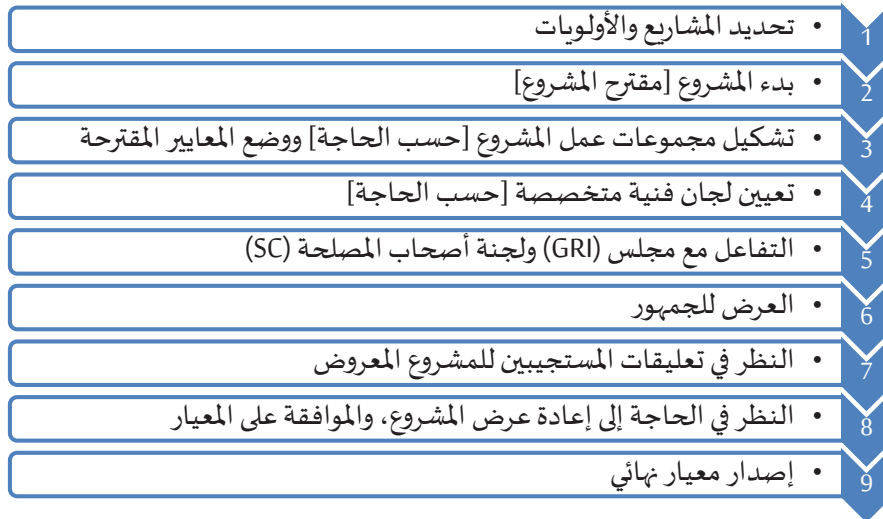 1 • تحديد المشاريع والأولويات
2 • بدء المشروع [مقترح المشروع]
3 • تشكيل مجموعات عمل المشروع [حسب الحاجة] ووضع المعايير المقترحة
4 • تعيين لجان فنية متخصصة [حسب الحاجة]
5 • التفاعل مع مجلس (GRI) ولجنة أصحاب المصلحة (SC)
6 • العرض للجمهور
7 • النظر في تعليقات المستجيبين للمشروع المعروض
8 • النظر في الحاجة إلى إعادة عرض المشروع، والموافقة على المعيار
9 • إصدار معيار نهائي